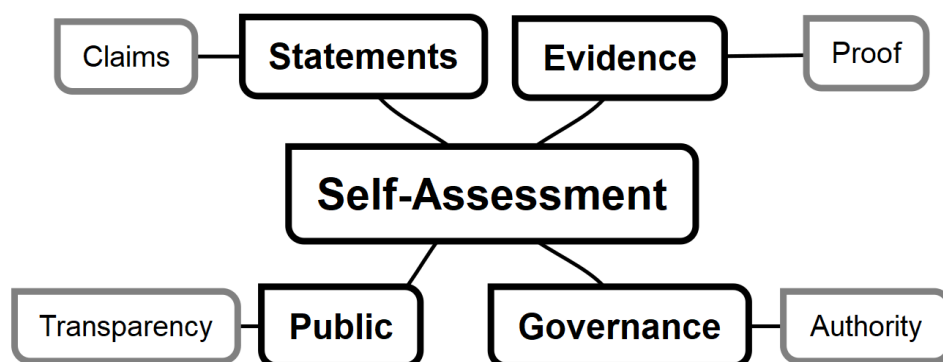 Claims
Statements
Evidence
Proof
Self-Assessment
Transparency
Public
Governance
Authority